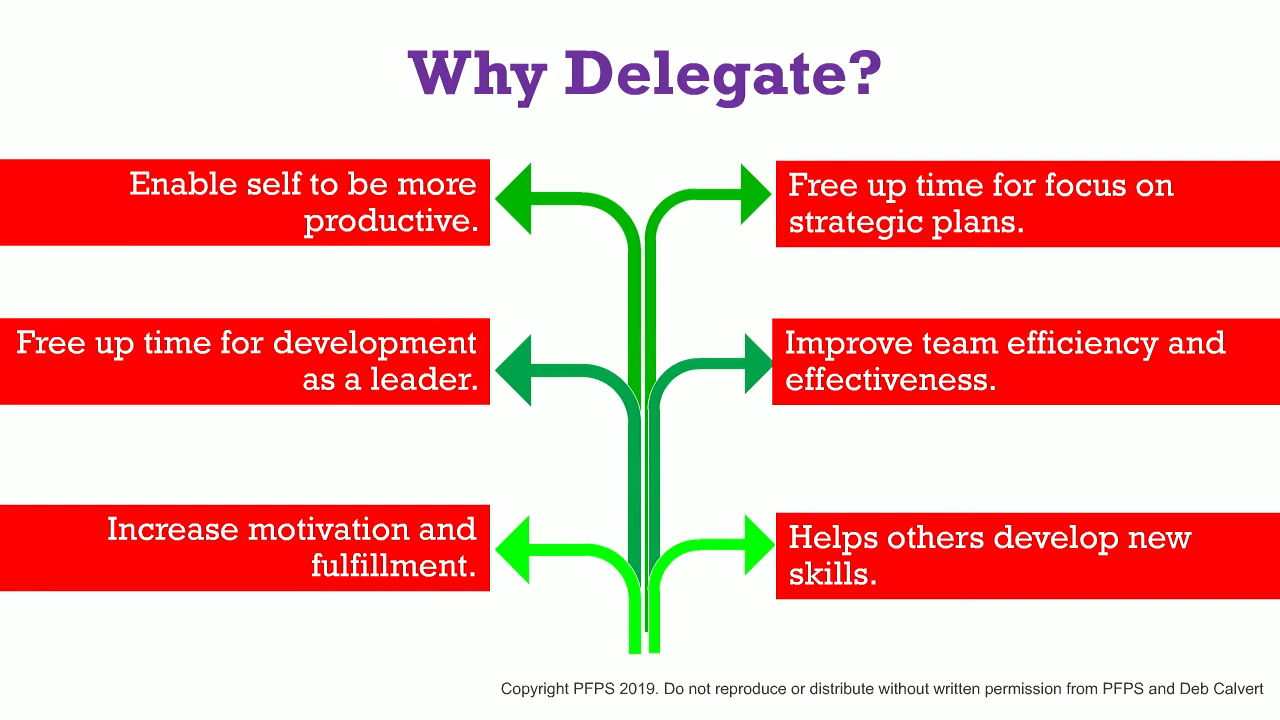 Why Delegate?
Enable self to be more
productive.
Free up time for focus on
strategic plans.
Free up time for development
as a leader.
Improve team efficiency and
effectiveness.
Increase motivation and
fulfillment.
Helps others develop new
skills.
Copyright PFPS 2019. Do not reproduce or distribute without written permission from PFPS and Deb Calvert